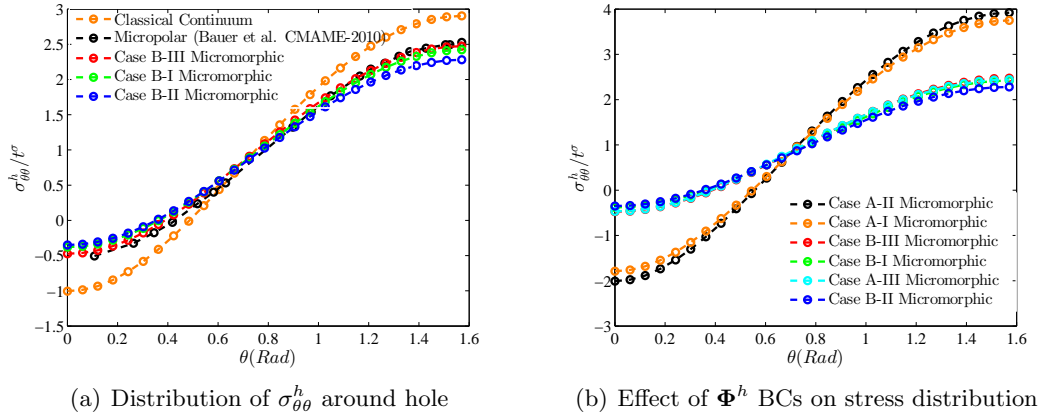 Classical Continuum
Micropolar (Bauer et al. CMAME-2010)
Case B-III Micromorphic
Case B-I Micromorphic
Case B-II Micromorphic
3
2.5
2
1.5
1
0.5
0
−0.5
−1
−1.5
σ^h_θθ/t^σ
0 0.2 0.4 0.6 0.8 1 1.2 1.4 1.6
θ(Rad)
(a) Distribution of σ^h_θθ around hole
4
3
2
1
0
−1
−2
−3
σ^h_θθ/t^σ
Case A-II Micromorphic
Case A-I Micromorphic
Case B-III Micromorphic
Case B-I Micromorphic
Case A-III Micromorphic
Case B-II Micromorphic
0 0.2 0.4 0.6 0.8 1.0 1.2 1.4 1.6
θ(Rad)
(b) Effect of Φ^h BCs on stress distribution